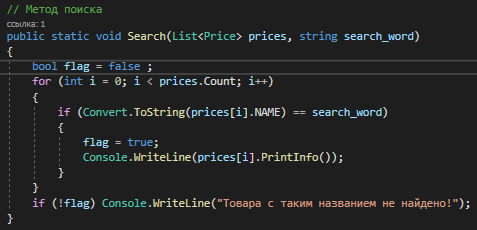 // Метод поиска
ссылка: 1
public static void Search(List<Price> prices, string search_word)
{
    bool flag = false ;
    for (int i = 0; i < prices.Count; i++)
    {
        if (Convert.ToString(prices[i].NAME) == search_word)
        {
            flag = true;
            Console.WriteLine(prices[i].PrintInfo());
        }
    }
    if (!flag) Console.WriteLine("Товара с таким названием не найдено!");
}